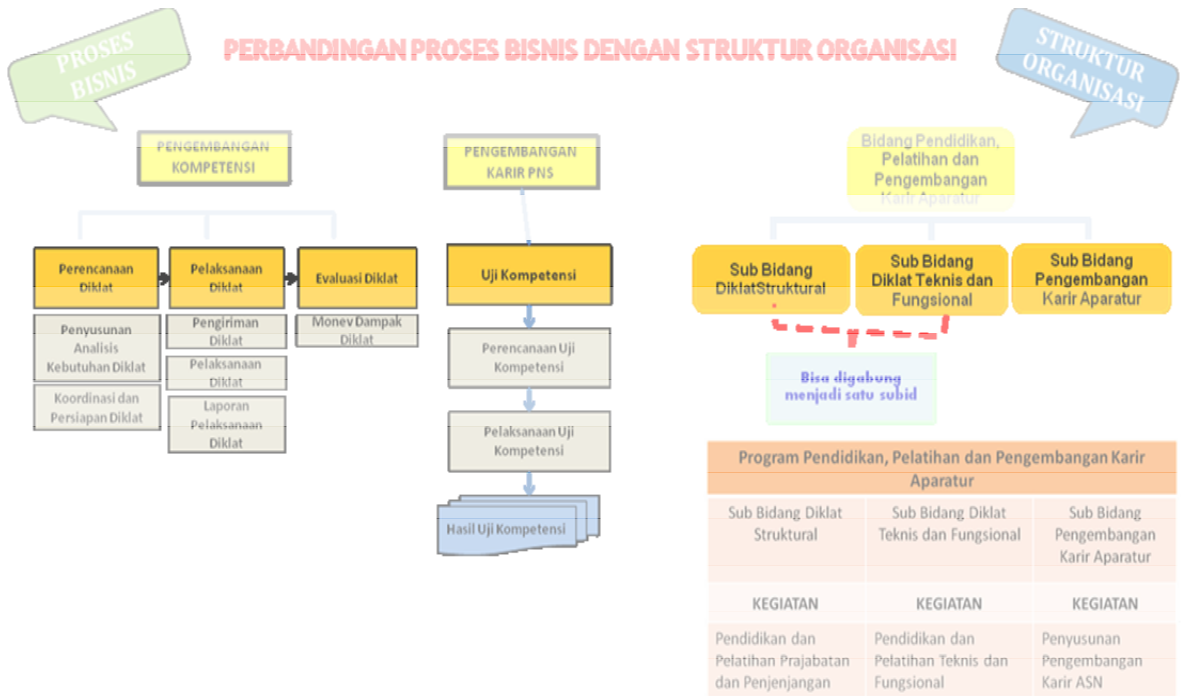 PROSES
BISNIS
PERBANDINGAN PROSES BISNIS DENGAN STRUKTUR ORGANISASI
STRUKTUR
ORGANISASI
PENGEMBANGAN
KOMPETENSI
Perencanaan
Diklat
Pelaksanaan
Diklat
Evaluasi Diklat
Penyusunan
Analisis
Kebutuhan Diklat
Koordinasi dan
Persiapan Diklat
Pengiriman
Diklat
Pelaksanaan
Diklat
Laporan
Pelaksanaan
Diklat
Monev Dampak
Diklat
PENGEMBANGAN
KARIR PNS
Uji Kompetensi
Perencanaan Uji
Kompetensi
Pelaksanaan Uji
Kompetensi
Hasil Uji Kompetensi
Bidang Pendidikan,
Pelatihan dan
Pengembangan
Karir Aparatur
Sub Bidang
DiklatStruktural
Sub Bidang
Diklat Teknis dan
Fungsional
Sub Bidang
Pengembangan
Karir Aparatur
Bisa digabung
menjadi satu subid
Program Pendidikan, Pelatihan dan Pengembangan Karir
Aparatur
Sub Bidang Diklat
Struktural
Sub Bidang Diklat
Teknis dan Fungsional
Sub Bidang
Pengembangan
Karir Aparatur
KEGIATAN
KEGIATAN
KEGIATAN
Pendidikan dan
Pelatihan Prajabatan
dan Penjenjangan
Pendidikan dan
Pelatihan Teknis dan
Fungsional
Penyusunan
Pengembangan
Karir ASN